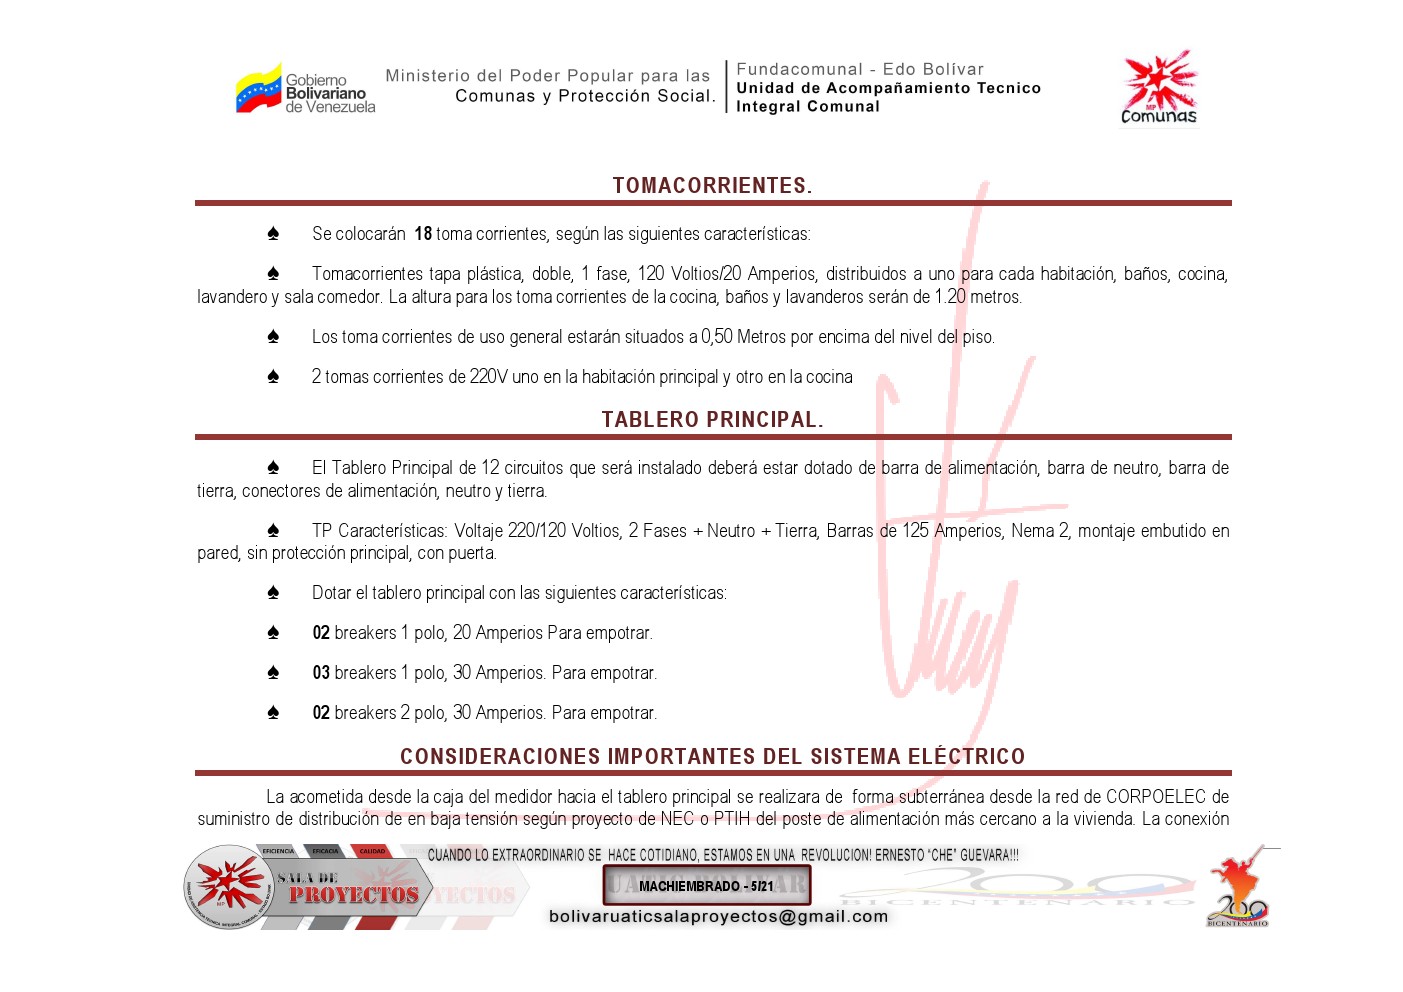 Gobierno
Bolivariano
de Venezuela
Ministerio del Poder Popular para las
Comunas y Protección Social.
Fundacomunal - Edo Bolívar
Unidad de Acompañamiento Tecnico
Integral Comunal
MP
comunas
TOMACORRIENTES.
♠ Se colocarán 18 toma corrientes, según las siguientes características:
♠ Tomacorrientes tapa plástica, doble, 1 fase, 120 Voltios/20 Amperios, distribuidos a uno para cada habitación, baños, cocina,
lavandero y sala comedor. La altura para los toma corrientes de la cocina, baños y lavanderos serán de 1.20 metros.
♠ Los toma corrientes de uso general estarán situados a 0,50 Metros por encima del nivel del piso.
♠ 2 tomas corrientes de 220V uno en la habitación principal y otro en la cocina
TABLERO PRINCIPAL.
♠ El Tablero Principal de 12 circuitos que será instalado deberá estar dotado de barra de alimentación, barra de neutro, barra de
tierra, conectores de alimentación, neutro y tierra.
♠ TP Características: Voltaje 220/120 Voltios, 2 Fases + Neutro + Tierra, Barras de 125 Amperios, Nema 2, montaje embutido en
pared, sin protección principal, con puerta.
♠ Dotar el tablero principal con las siguientes características:
♠ 02 breakers 1 polo, 20 Amperios Para empotrar.
♠ 03 breakers 1 polo, 30 Amperios. Para empotrar.
♠ 02 breakers 2 polo, 30 Amperios. Para empotrar.
CONSIDERACIONES IMPORTANTES DEL SISTEMA ELÉCTRICO
La acometida desde la caja del medidor hacia el tablero principal se realizara de forma subterránea desde la red de CORPOELEC de
suministro de distribución de en baja tensión según proyecto de NEC o PTIH del poste de alimentación más cercano a la vivienda. La conexión
EFICIENCIA EFICACIA CALIDAD
CUANDO LO EXTRAORDINARIO SE HACE COTIDIANO, ESTAMOS EN UNA REVOLUCION! ERNESTO "CHE" GUEVARA!!!
SALA DE
PROYECTOS
MACHIEMBRADO - 5/21
bolivaruaticsalaproyectos@gmail.com
200
BICENTENARIO
200
BICENTENARIO